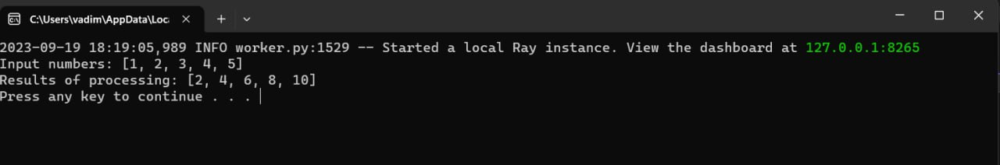 C:\Users\vadim\AppData\Loc
2023-09-19 18:19:05,989 INFO worker.py:1529 -- Started a local Ray instance. View the dashboard at 127.0.0.1:8265
Input numbers: [1, 2, 3, 4, 5]
Results of processing: [2, 4, 6, 8, 10]
Press any key to continue . . .